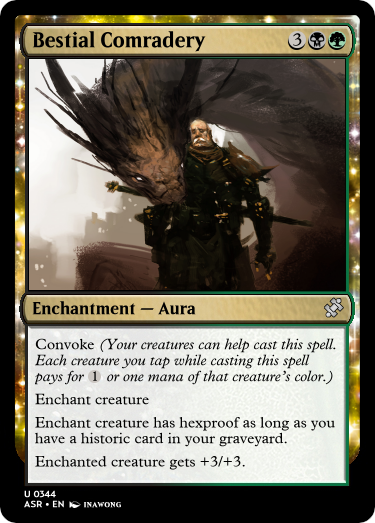 Bestial Comradery 3
Enchantment — Aura
Convoke (Your creatures can help cast this spell.
Each creature you tap while casting this spell
pays for 1 or one mana of that creature's color.)
Enchant creature
Enchant creature has hexproof as long as you
have a historic card in your graveyard.
Enchanted creature gets +3/+3.
U 0344
ASR • EN INAWONG